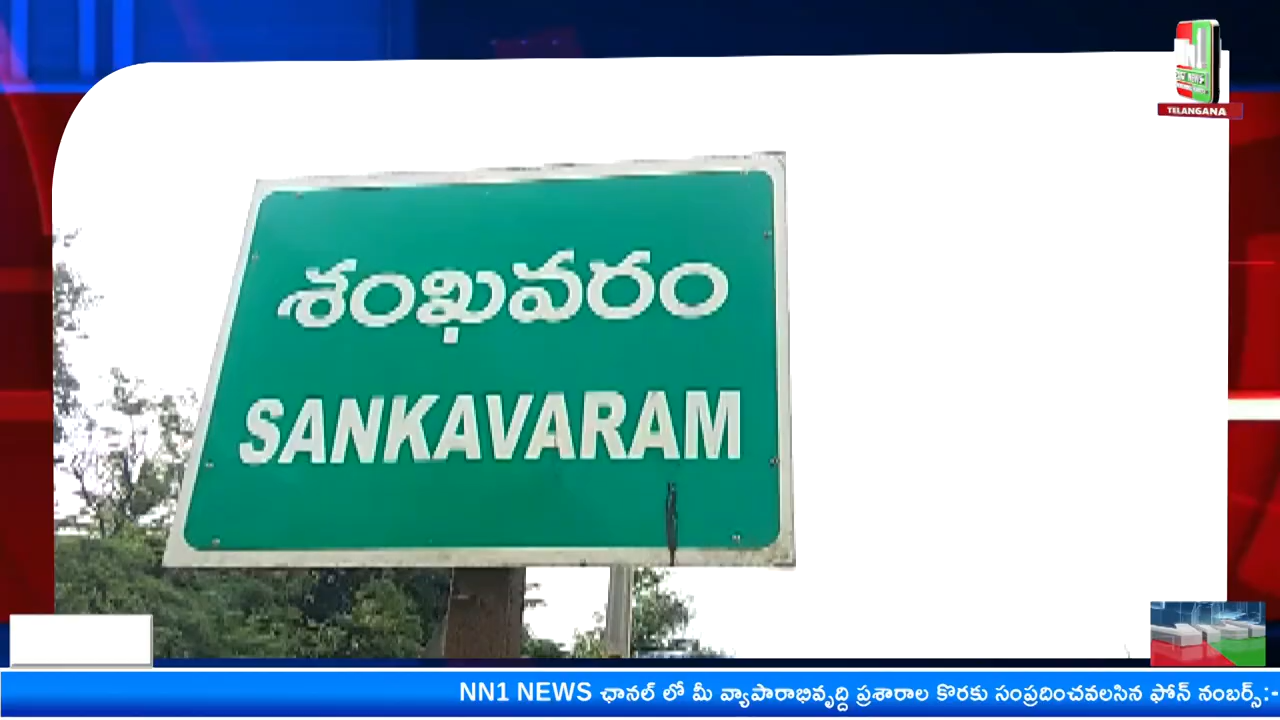 TELANGANA
శంఖవరం
SANKAVARAM
NN1 NEWS ఛానల్ లో మీ వ్యాపారాభివృద్ది ప్రశారాల కొరకు సంప్రదించవలసిన ఫోన్ నంబర్స్:-